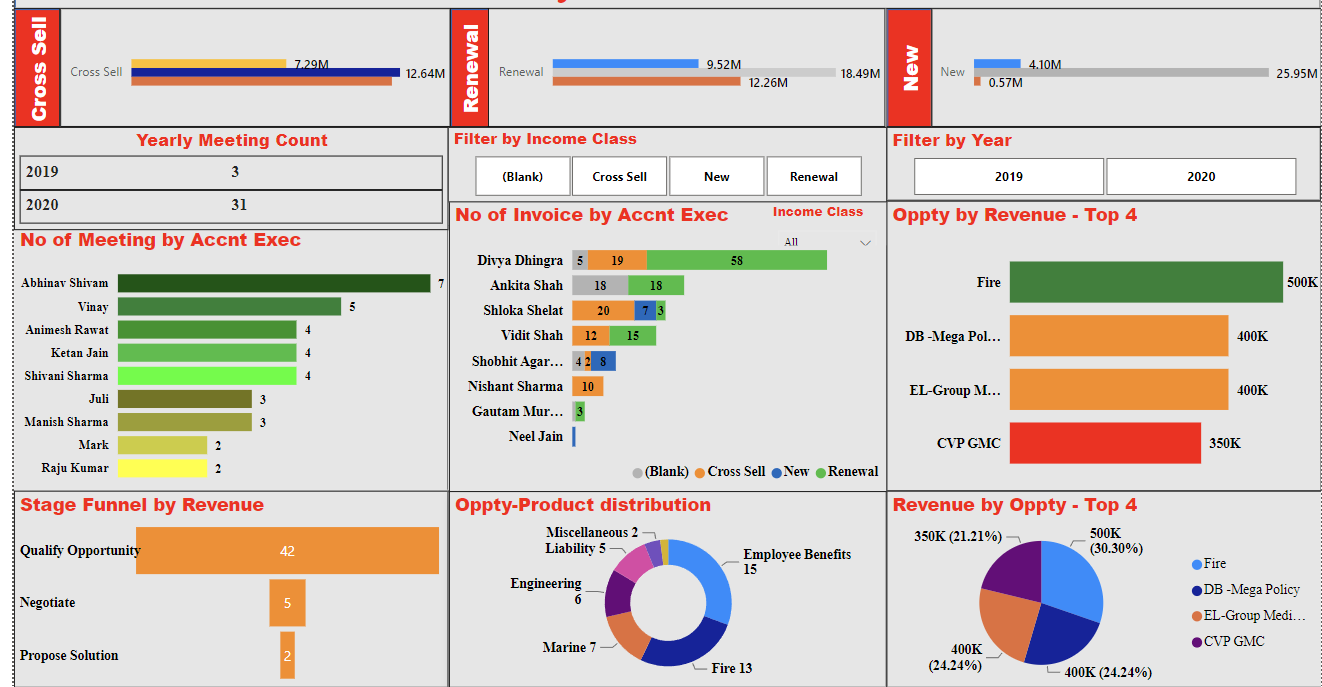 Cross Sell
Cross Sell
7.29M
12.64M
Renewal
Renewal
9.52M
18.49M
12.26M
New
New
4.10M
25.95M
0.57M
Yearly Meeting Count
2019 3
2020 31
Filter by Income Class
(Blank) Cross Sell New Renewal
Filter by Year
2019 2020
No of Meeting by Accnt Exec
Abhinav Shivam 7
Vinay 5
Animesh Rawat 4
Ketan Jain 4
Shivani Sharma 4
Juli 3
Manish Sharma 3
Mark 2
Raju Kumar 2
No of Invoice by Accnt Exec
Income Class
All
Divya Dhingra 5 19 58
Ankita Shah 18 18
Shloka Shelat 20 7 3
Vidit Shah 12 15
Shobhit Agar... 4 2 8
Nishant Sharma 10
Gautam Mur... 3
Neel Jain
(Blank) Cross Sell New Renewal
Oppty by Revenue - Top 4
Fire 500K
DB -Mega Pol... 400K
EL-Group M... 400K
CVP GMC 350K
Stage Funnel by Revenue
Qualify Opportunity 42
Negotiate 5
Propose Solution 2
Oppty-Product distribution
Miscellaneous 2
Liability 5
Employee Benefits
15
Engineering
6
Marine 7
Fire 13
Revenue by Oppty - Top 4
350K (21.21%)
500K
(30.30%)
400K
(24.24%)
400K (24.24%)
Fire
DB -Mega Policy
EL-Group Medi...
CVP GMC